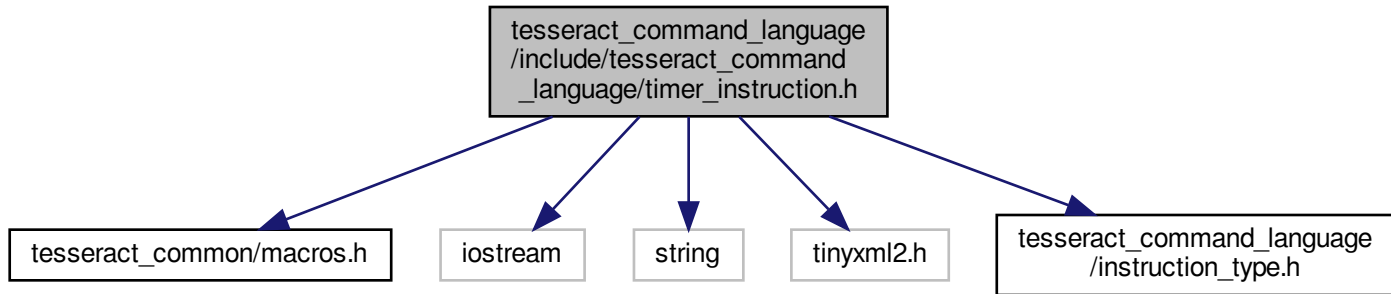 tesseract_command_language
/include/tesseract_command
_language/timer_instruction.h
tesseract_common/macros.h
iostream
string
tinyxml2.h
tesseract_command_language
/instruction_type.h